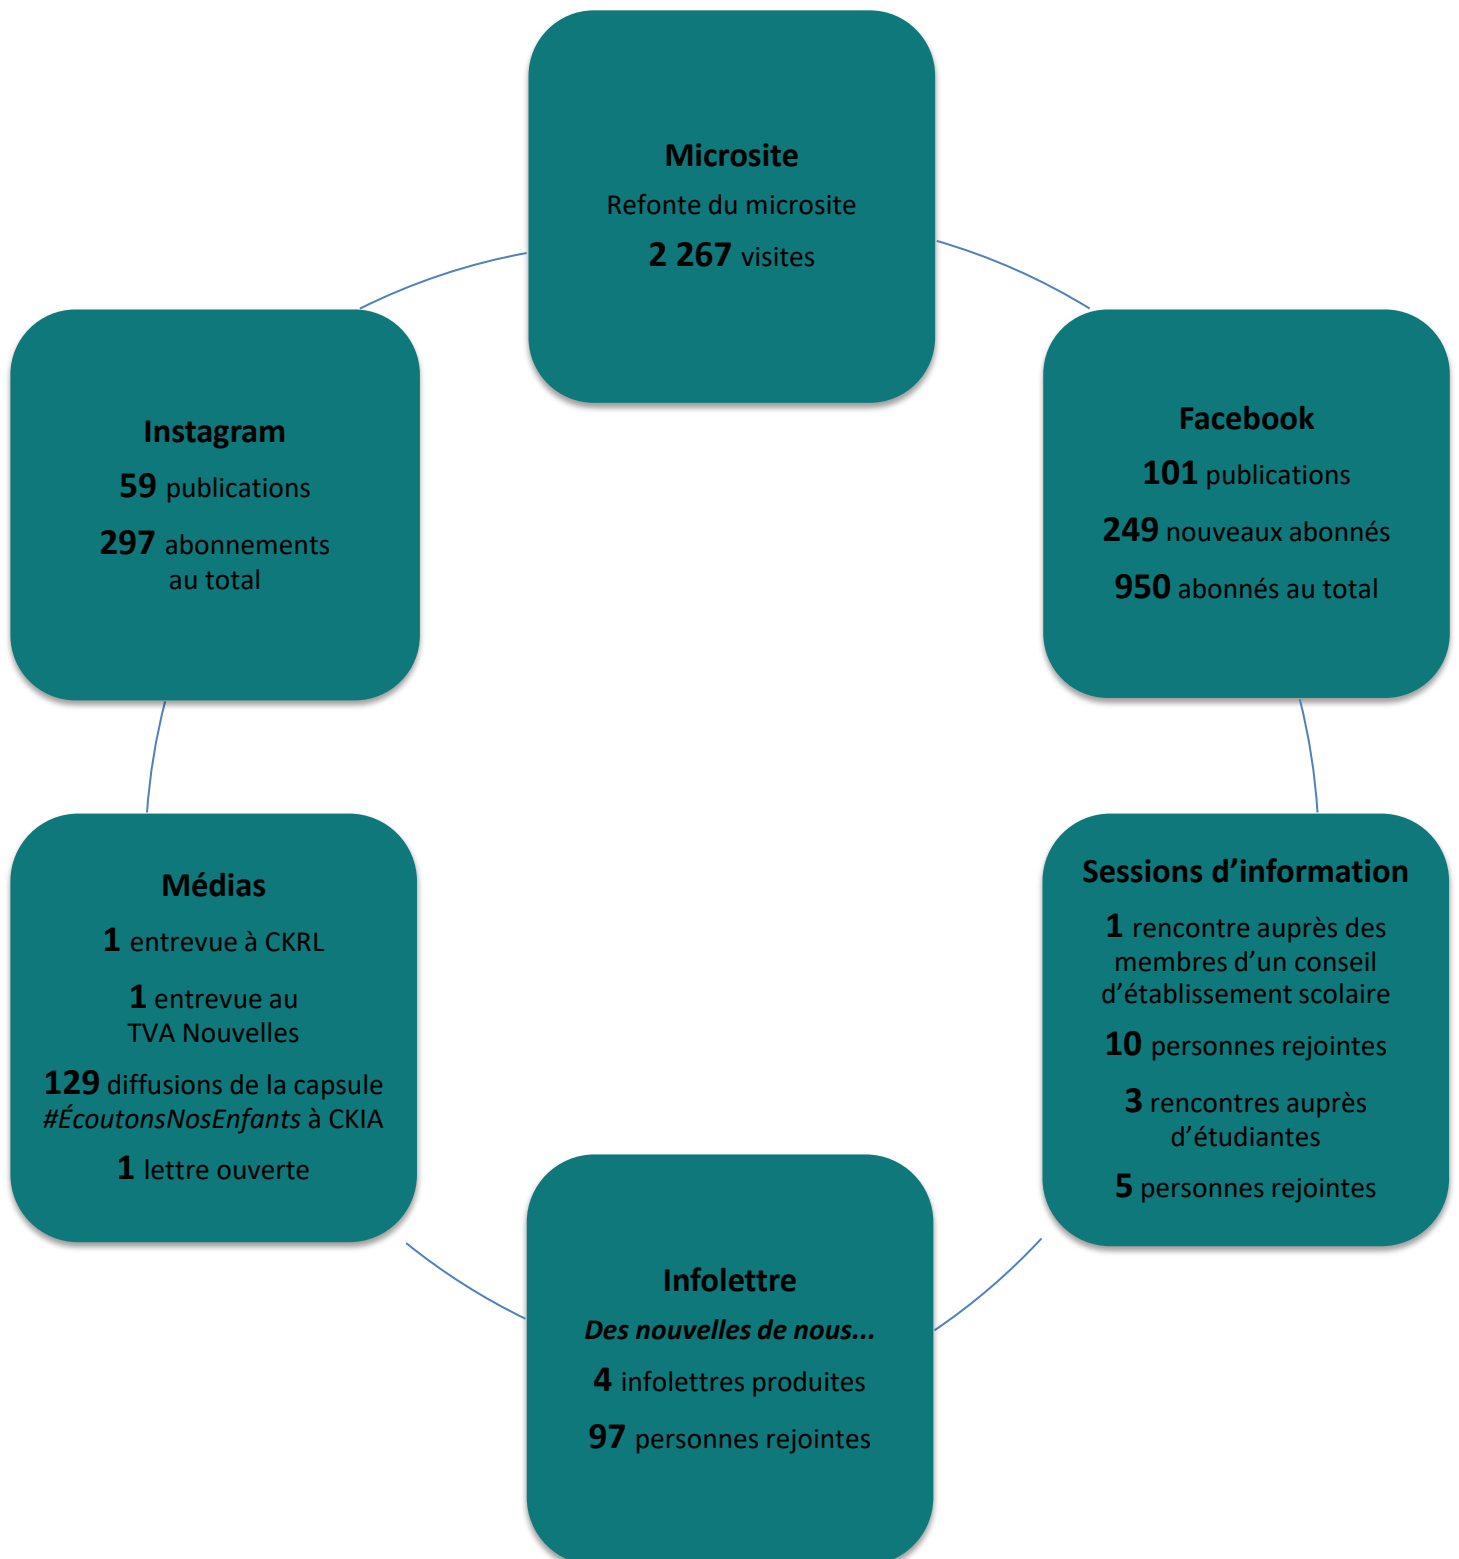 Microsite
Refonte du microsite
2 267 visites
Instagram
59 publications
297 abonnements
au total
Facebook
101 publications
249 nouveaux abonnés
950 abonnés au total
Médias
1 entrevue à CKRL
1 entrevue au
TVA Nouvelles
129 diffusions de la capsule
#ÉcoutonsNosEnfants à CKIA
1 lettre ouverte
Sessions d’information
1 rencontre auprès des
membres d’un conseil
d’établissement scolaire
10 personnes rejointes
3 rencontres auprès
d’étudiantes
5 personnes rejointes
Infolettre
Des nouvelles de nous...
4 infolettres produites
97 personnes rejointes